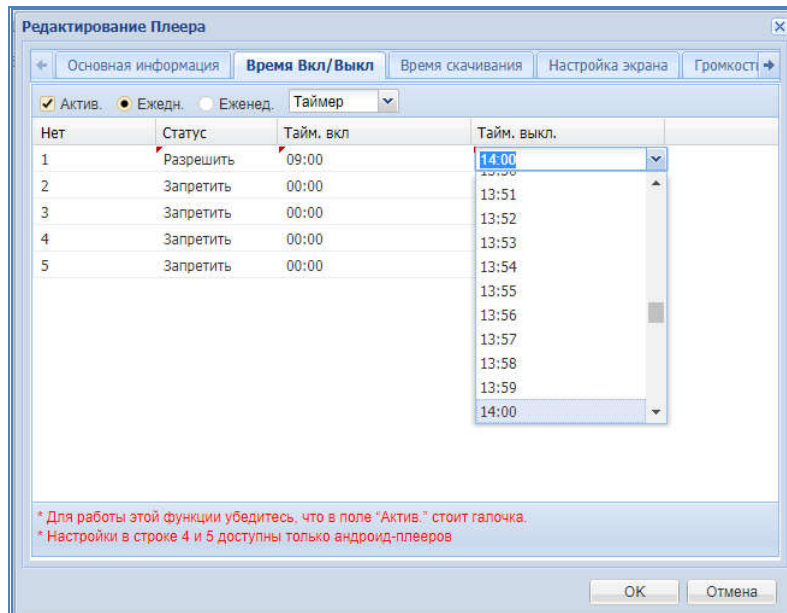 Редактирование Плеера
Основная информация Время Вкл/Выкл Время скачивания Настройка экрана Громкость
Актив. Ежедн. Еженед. Таймер
Нет Статус Тайм. вкл Тайм. выкл.
1 Разрешить 09:00 14:00
2 Запретить 00:00
3 Запретить 00:00
4 Запретить 00:00
5 Запретить 00:00
13:50
13:51
13:52
13:53
13:54
13:55
13:56
13:57
13:58
13:59
14:00
* Для работы этой функции убедитесь, что в поле "Актив." стоит галочка.
* Настройки в строке 4 и 5 доступны только андроид-плееров
OK Отмена